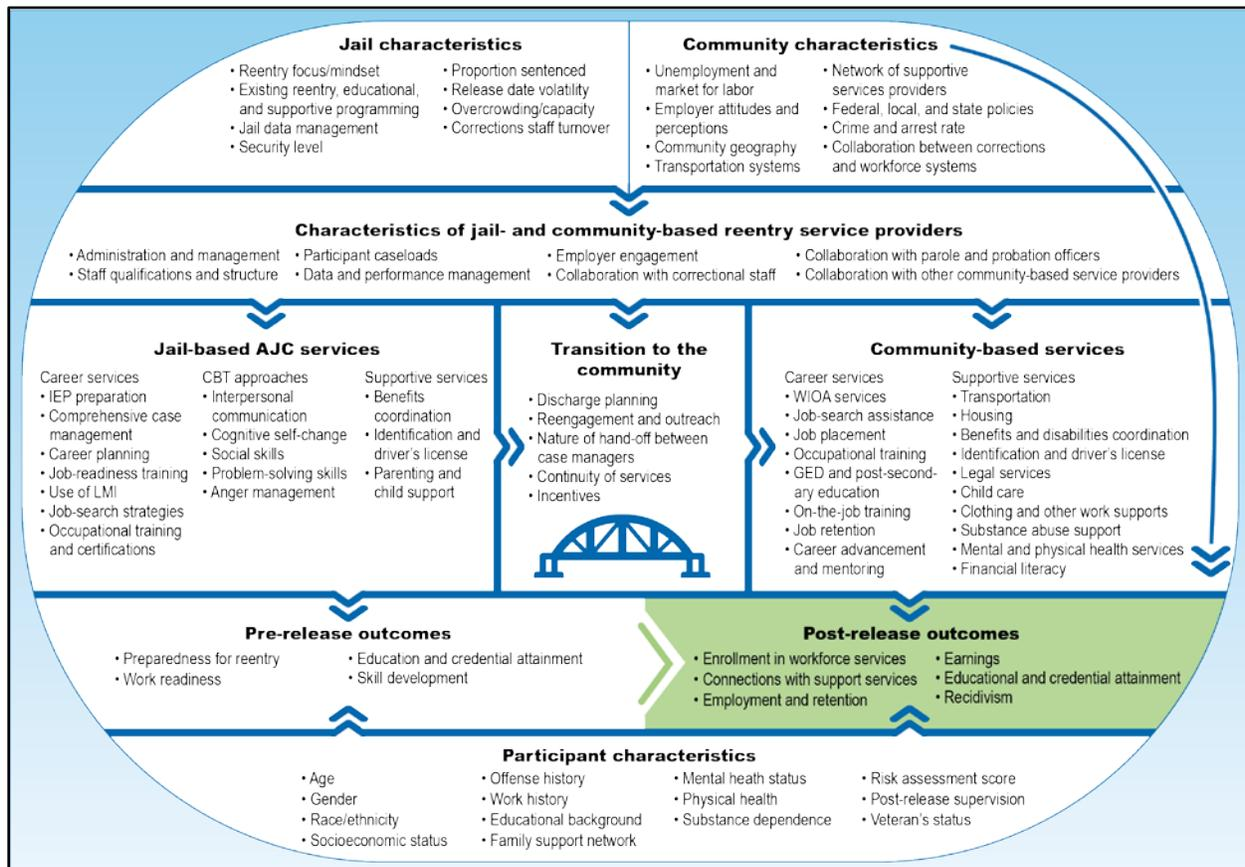 Jail characteristics
• Reentry focus/mindset
• Existing reentry, educational,
and supportive programming
• Jail data management
• Security level
• Proportion sentenced
• Release date volatility
• Overcrowding/capacity
• Corrections staff turnover
Community characteristics
• Unemployment and
market for labor
• Employer attitudes and
perceptions
• Community geography
• Transportation systems
• Network of supportive
services providers
• Federal, local, and state policies
• Crime and arrest rate
• Collaboration between corrections
and workforce systems
Characteristics of jail- and community-based reentry service providers
• Administration and management
• Staff qualifications and structure
• Participant caseloads
• Data and performance management
• Employer engagement
• Collaboration with correctional staff
• Collaboration with parole and probation officers
• Collaboration with other community-based service providers
Jail-based AJC services
Career services
• IEP preparation
• Comprehensive case
management
• Career planning
• Job-readiness training
• Use of LMI
• Job-search strategies
• Occupational training
and certifications
CBT approaches
• Interpersonal
communication
• Cognitive self-change
• Social skills
• Problem-solving skills
• Anger management
Supportive services
• Benefits
coordination
• Identification and
driver's license
• Parenting and
child support
Transition to the
community
• Discharge planning
• Reengagement and outreach
• Nature of hand-off between
case managers
• Continuity of services
• Incentives
Community-based services
Career services
• WIOA services
• Job-search assistance
• Job placement
• Occupational training
• GED and post-second-
ary education
• On-the-job training
• Job retention
• Career advancement
and mentoring
Supportive services
• Transportation
• Housing
• Benefits and disabilities coordination
• Identification and driver's license
• Legal services
• Child care
• Clothing and other work supports
• Substance abuse support
• Mental and physical health services
• Financial literacy
Pre-release outcomes
• Preparedness for reentry
• Work readiness
• Education and credential attainment
• Skill development
Post-release outcomes
• Enrollment in workforce services
• Connections with support services
• Employment and retention
• Earnings
• Educational and credential attainment
• Recidivism
Participant characteristics
• Age
• Gender
• Race/ethnicity
• Socioeconomic status
• Offense history
• Work history
• Educational background
• Family support network
• Mental heath status
• Physical health
• Substance dependence
• Risk assessment score
• Post-release supervision
• Veteran's status